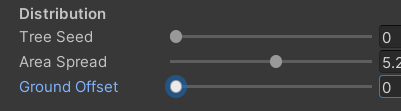 Distribution
Tree Seed 0
Area Spread 5.2
Ground Offset 0